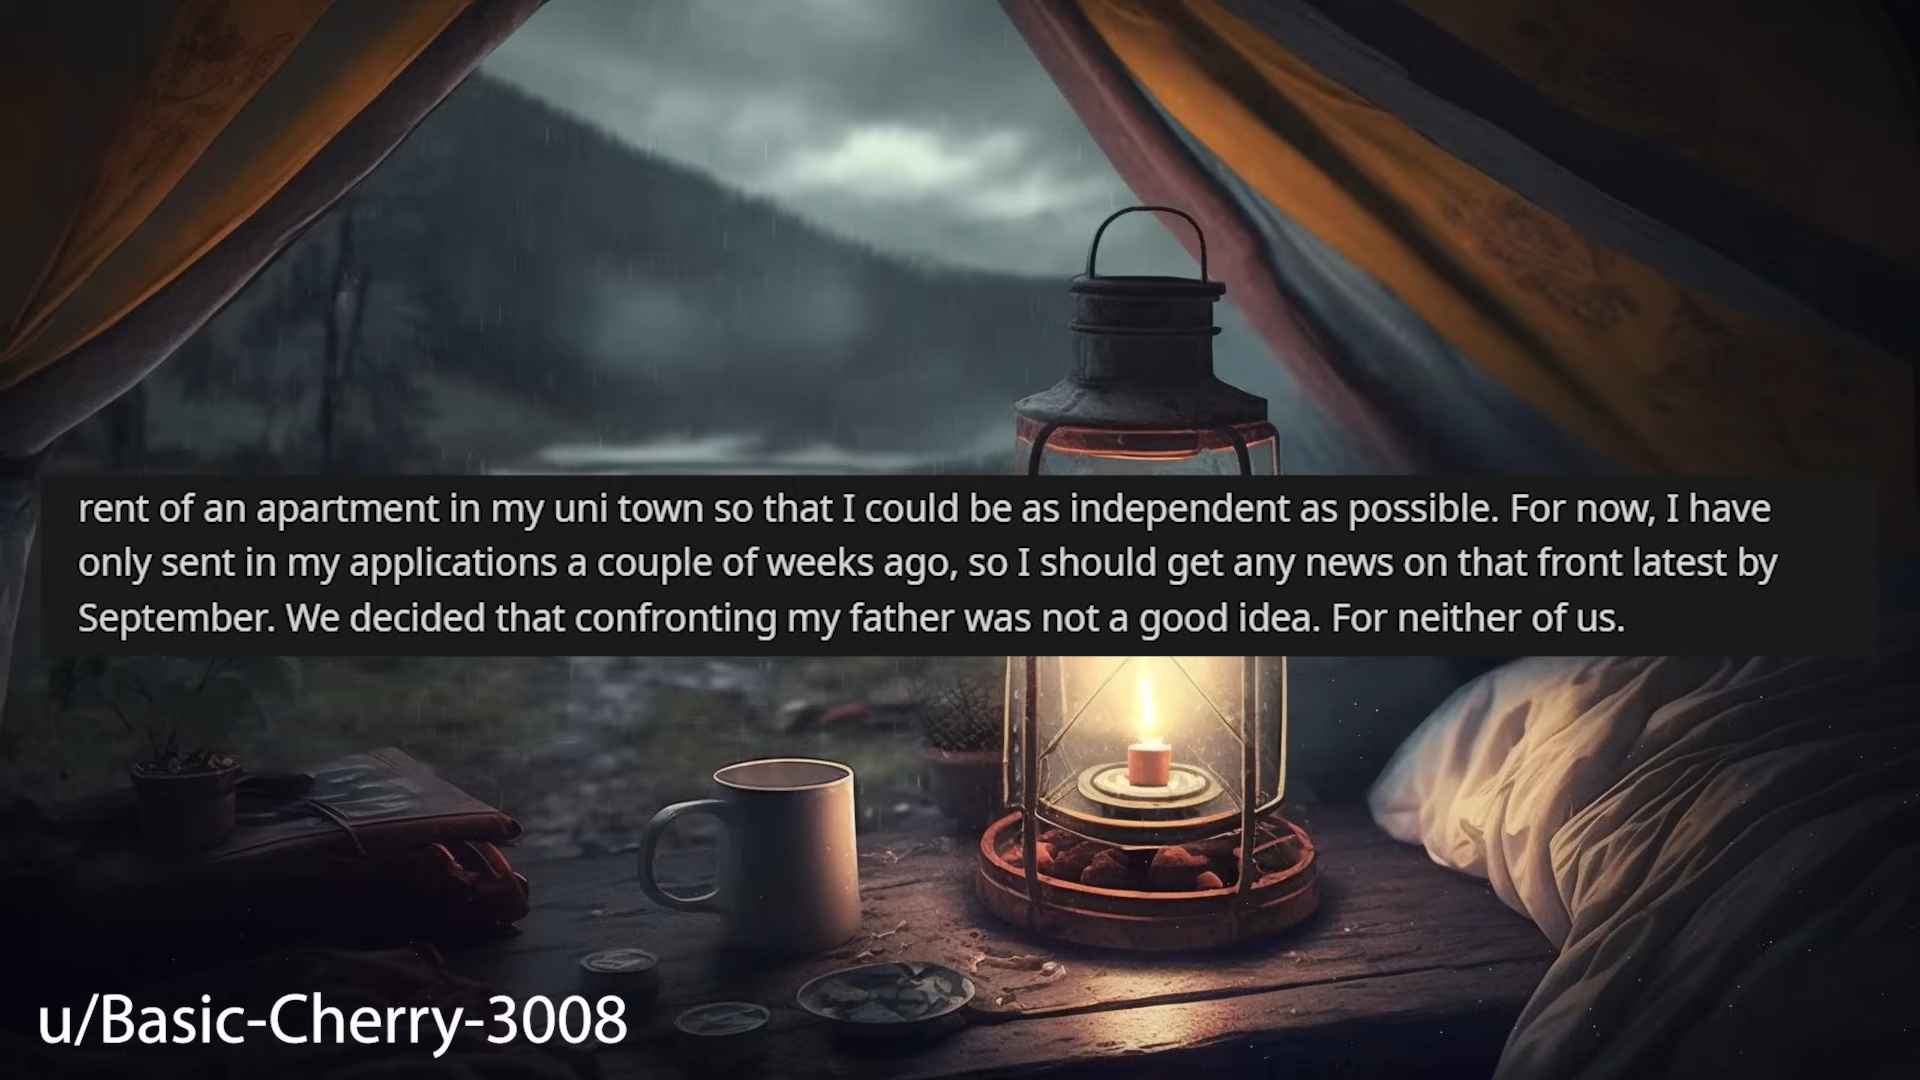 rent of an apartment in my uni town so that I could be as independent as possible. For now, I have
only sent in my applications a couple of weeks ago, so I should get any news on that front latest by
September. We decided that confronting my father was not a good idea. For neither of us.
u/Basic-Cherry-3008